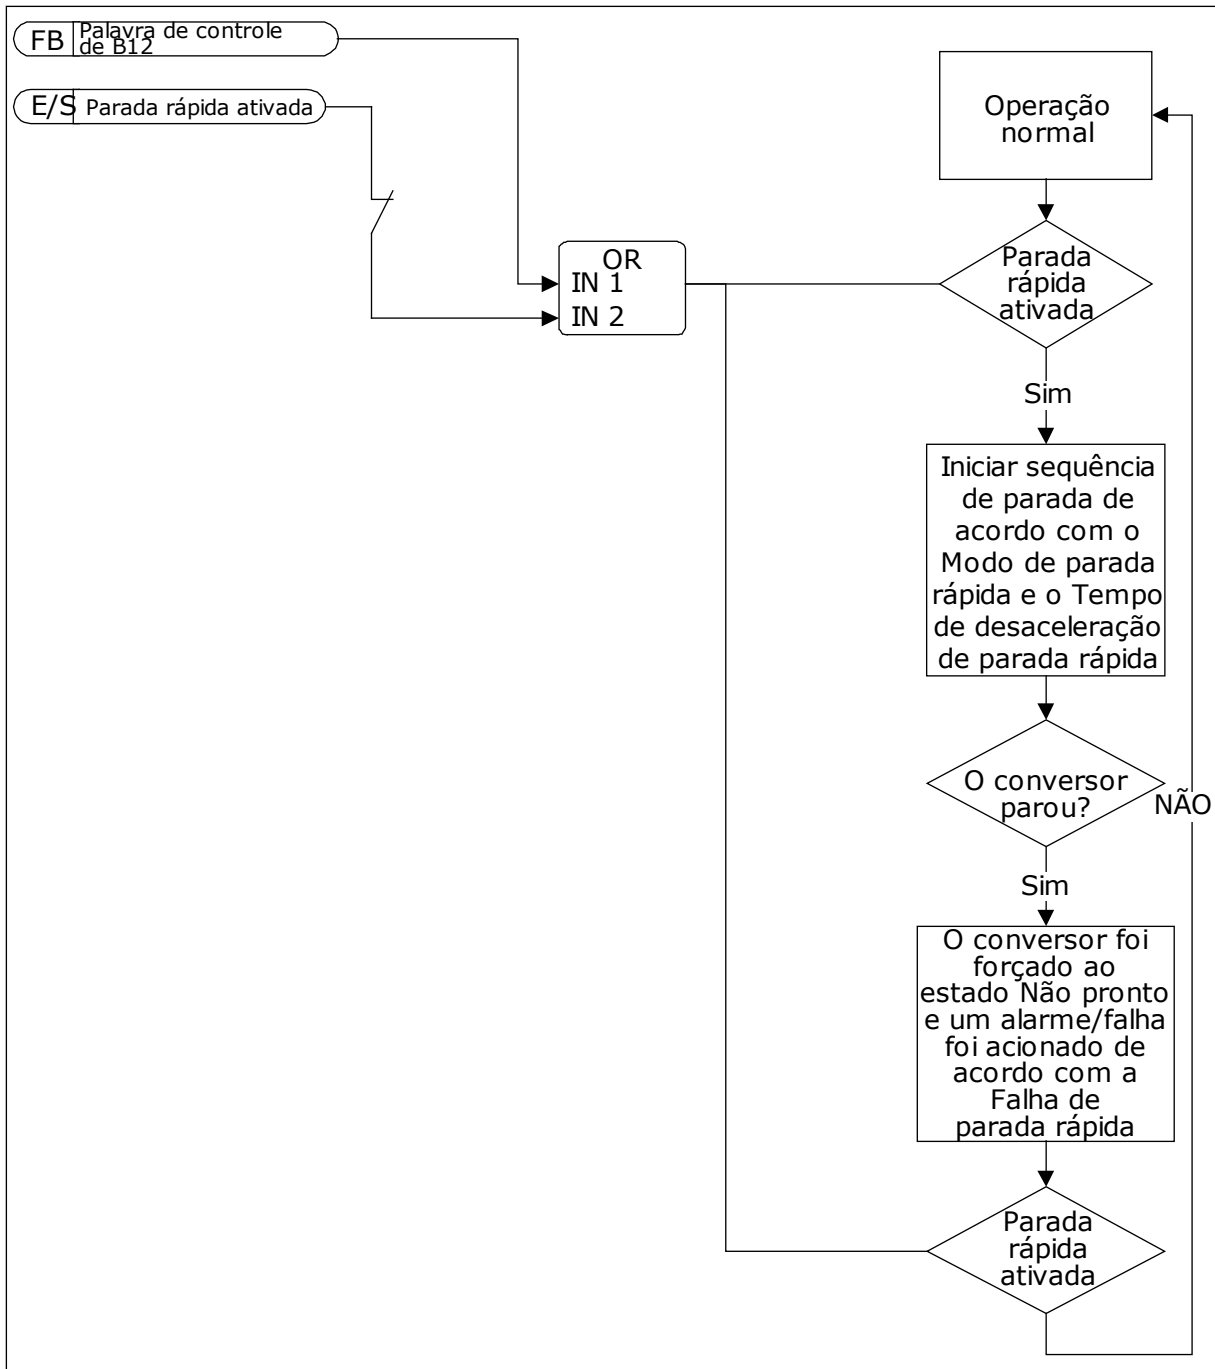 FB
Palavra de controle
de B12
E/S
Parada rápida ativada
OR
IN 1
IN 2
Operação
normal
Parada
rápida
ativada
Sim
Iniciar sequência
de parada de
acordo com o
Modo de parada
rápida e o Tempo
de desaceleração
de parada rápida
O conversor
parou?
NÃO
Sim
O conversor foi
forçado ao
estado Não pronto
e um alarme/falha
foi acionado de
acordo com a
Falha de
parada rápida
Parada
rápida
ativada